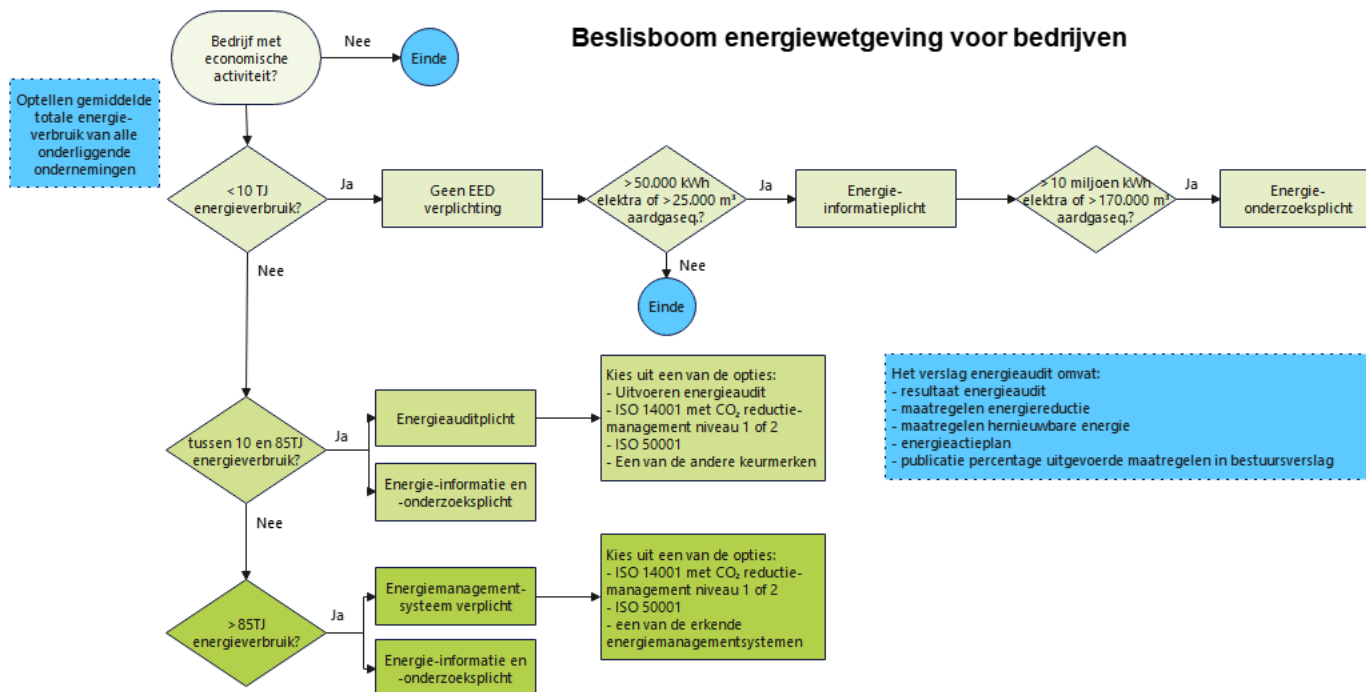 Beslisboom energiewetgeving voor bedrijven
Bedrijf met
economische
activiteit?
Nee
Einde
Optellen gemiddelde
totale energie-
verbruik van alle
onderliggende
ondernemingen
<10 TJ
energieverbruik?
Ja
Geen EED
verplichting
>50.000 kWh
elektra of >25.000 m³
aardgaseq.?
Ja
Energie-
informatieplicht
>10 miljoen kWh
elektra of >170.000 m³
aardgaseq.?
Ja
Energie-
onderzoeksplicht
Nee
Nee
Einde
tussen 10 en 85TJ
energieverbruik?
Ja
Energieauditplicht
Energie-informatie en
-onderzoeksplicht
Kies uit een van de opties:
- Uitvoeren energieaudit
- ISO 14001 met CO₂ reductie-
management niveau 1 of 2
- ISO 50001
- Een van de andere keurmerken
Het verslag energieaudit omvat:
- resultaat energieaudit
- maatregelen energiereductie
- maatregelen hernieuwbare energie
- energieactieplan
- publicatie percentage uitgevoerde maatregelen in bestuursverslag
Nee
>85TJ
energieverbruik?
Ja
Energiemanagement-
systeem verplicht
Energie-informatie en
-onderzoeksplicht
Kies uit een van de opties:
- ISO 14001 met CO₂ reductie-
management niveau 1 of 2
- ISO 50001
- een van de erkende
energiemanagementsystemen